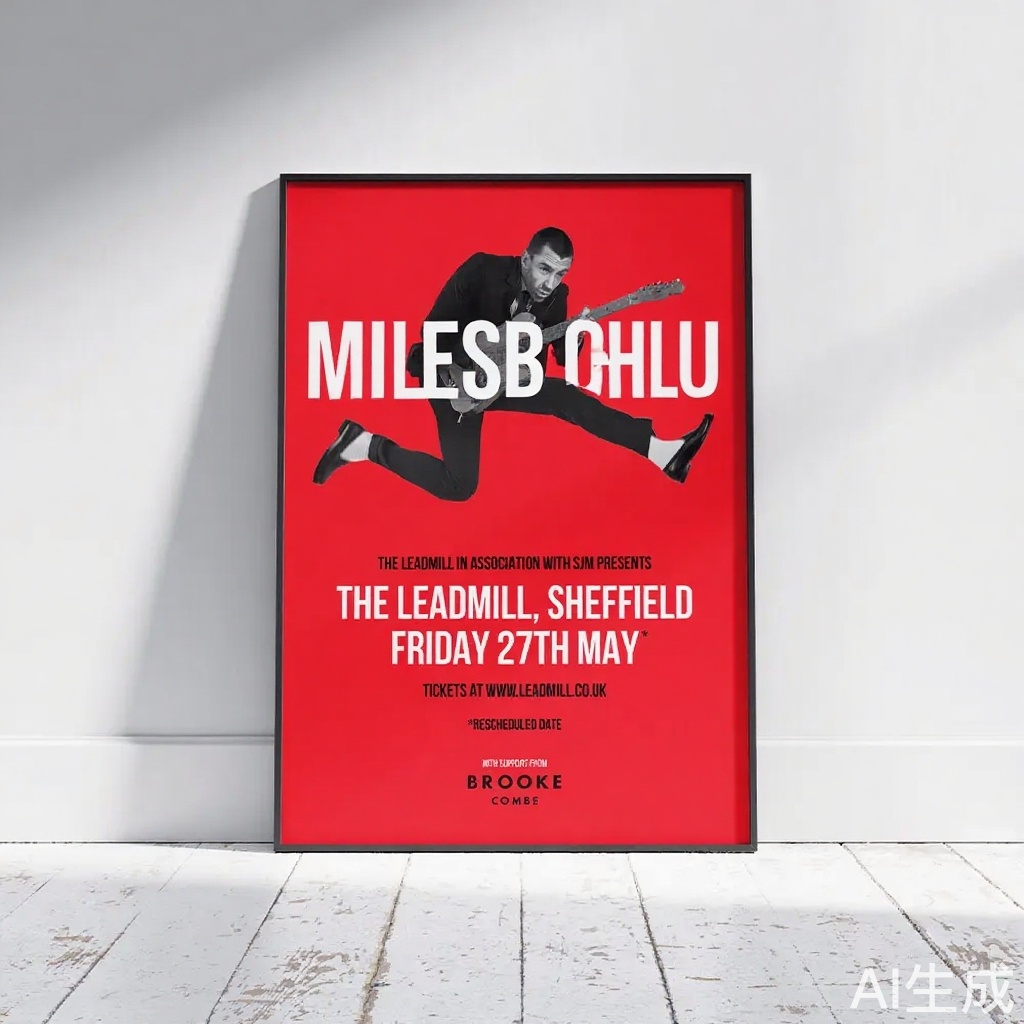 MILESB OHLU
THE LEADMILL IN ASSOCIATION WITH SJM PRESENTS
THE LEADMILL, SHEFFIELD
FRIDAY 27TH MAY*
TICKETS AT WWW.LEADMILL.CO.UK
*RESCHEDULED DATE
WITH SUPPORT FROM
BROOKE
COMBE
AI生成